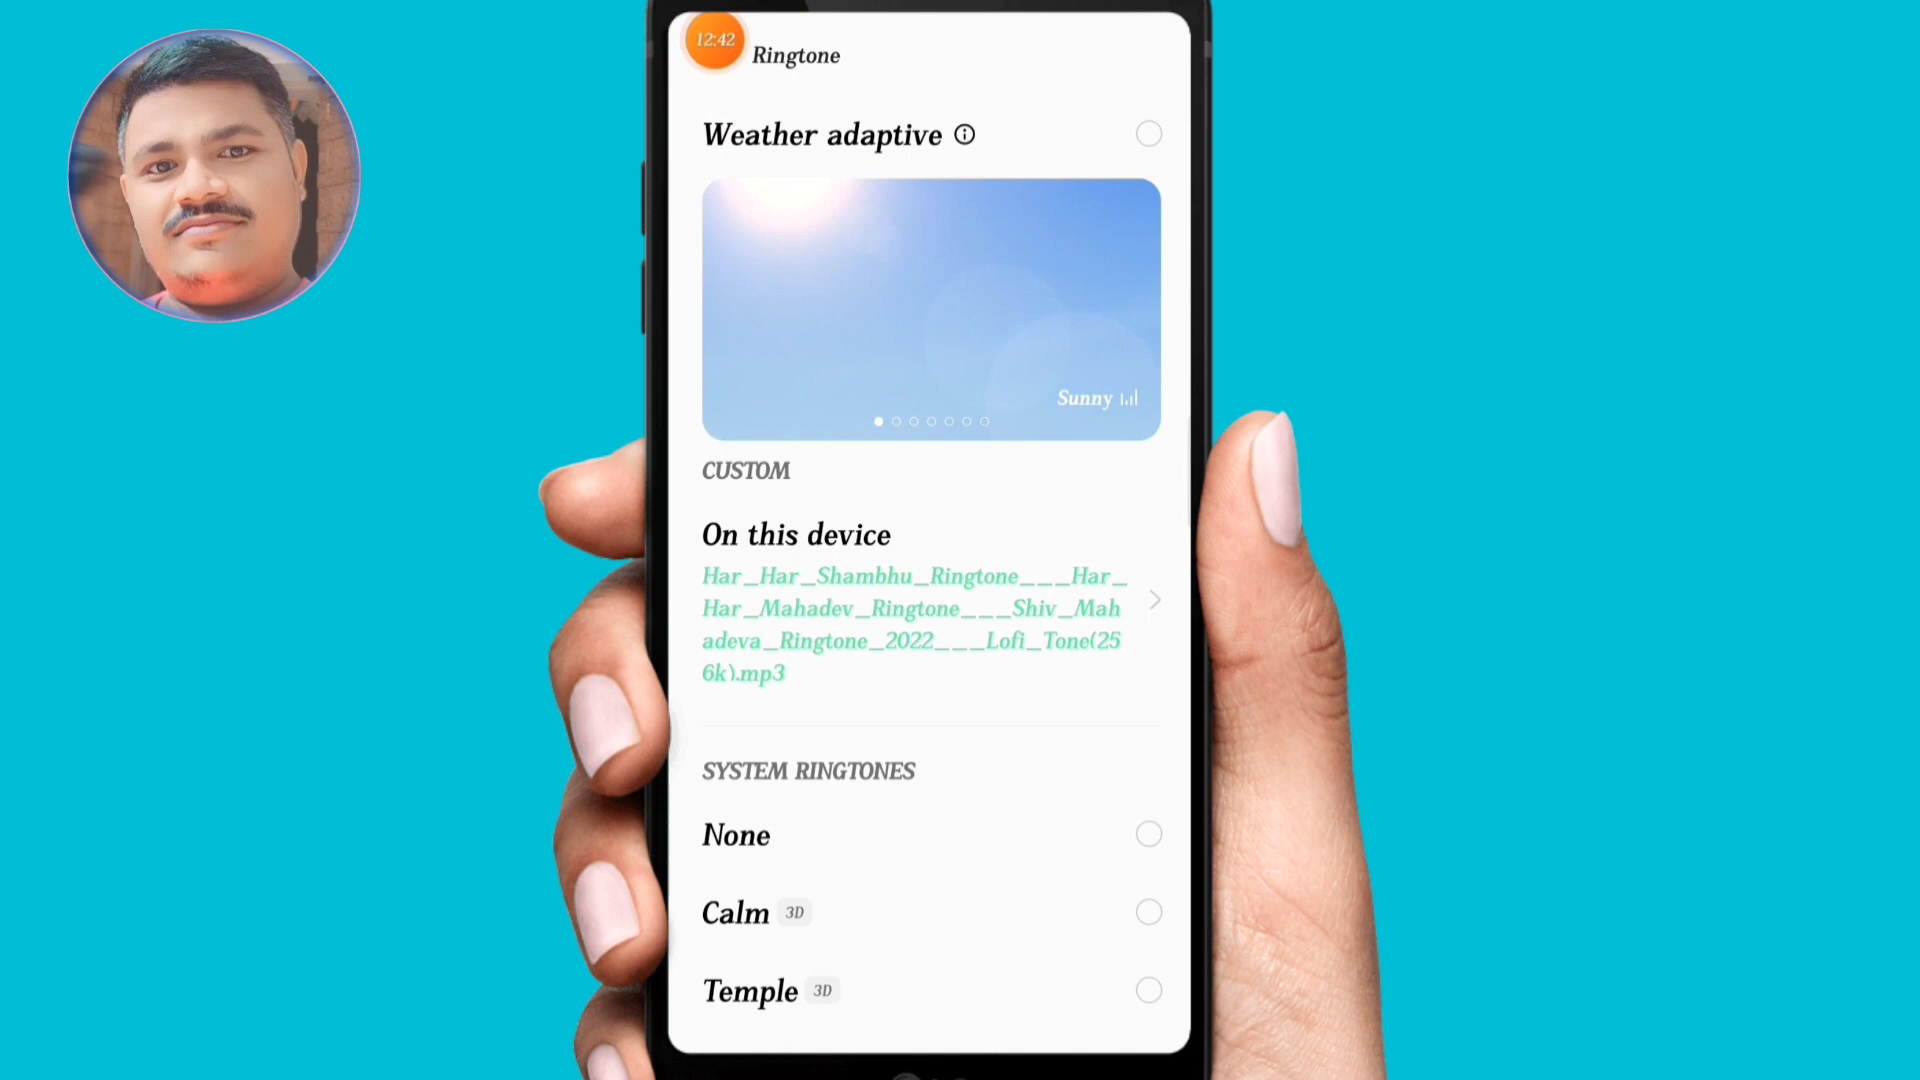 12:42
Ringtone
Weather adaptive
Sunny
CUSTOM
On this device
Har_Har_Shambhu_Ringtone___Har_
Har_Mahadev_Ringtone___Shiv_Mah
adeva_Ringtone_2022___Lofi_Tone(25
6k).mp3
SYSTEM RINGTONES
None
Calm 3D
Temple 3D